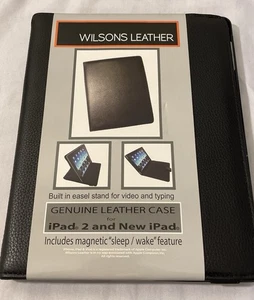 WILSONS LEATHER
Built in easel stand for video and typing
GENUINE LEATHER CASE
for
iPad® 2 and New iPad®
Includes magnetic "sleep / wake" feature